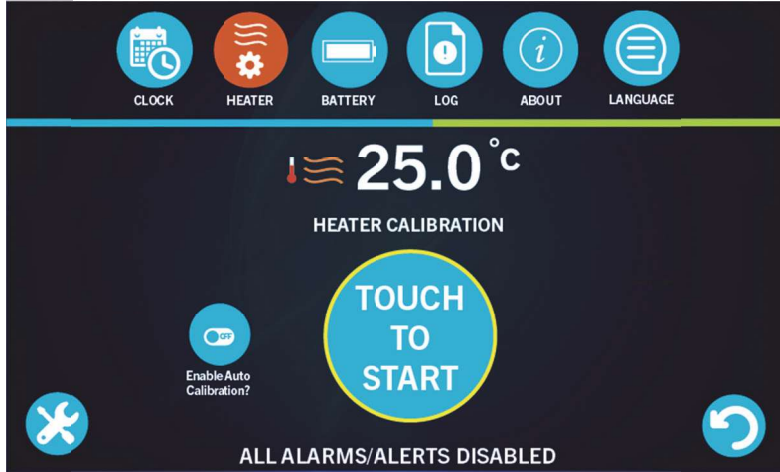 CLOCK
HEATER
BATTERY
LOG
ABOUT
LANGUAGE
25.0°C
HEATER CALIBRATION
TOUCH
TO
START
OFF
Enable Auto
Calibration?
ALL ALARMS/ALERTS DISABLED